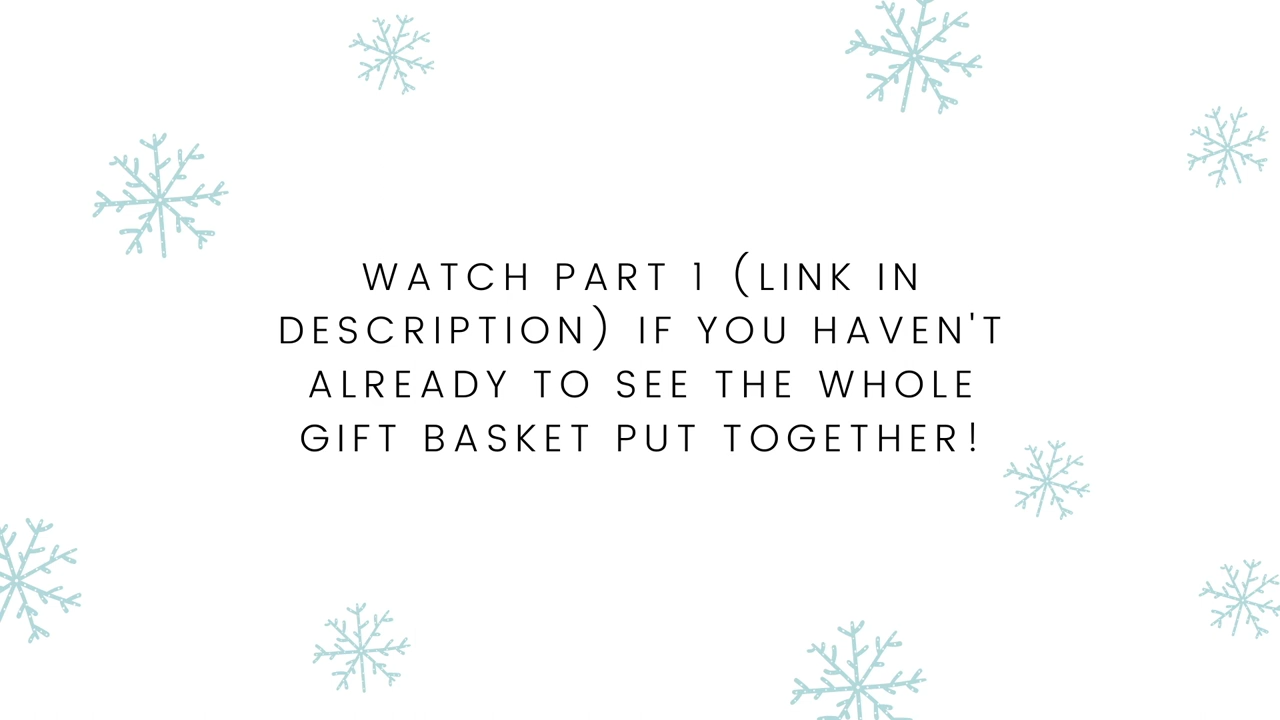 WATCH PART 1 (LINK IN
DESCRIPTION) IF YOU HAVEN'T
ALREADY TO SEE THE WHOLE
GIFT BASKET PUT TOGETHER!